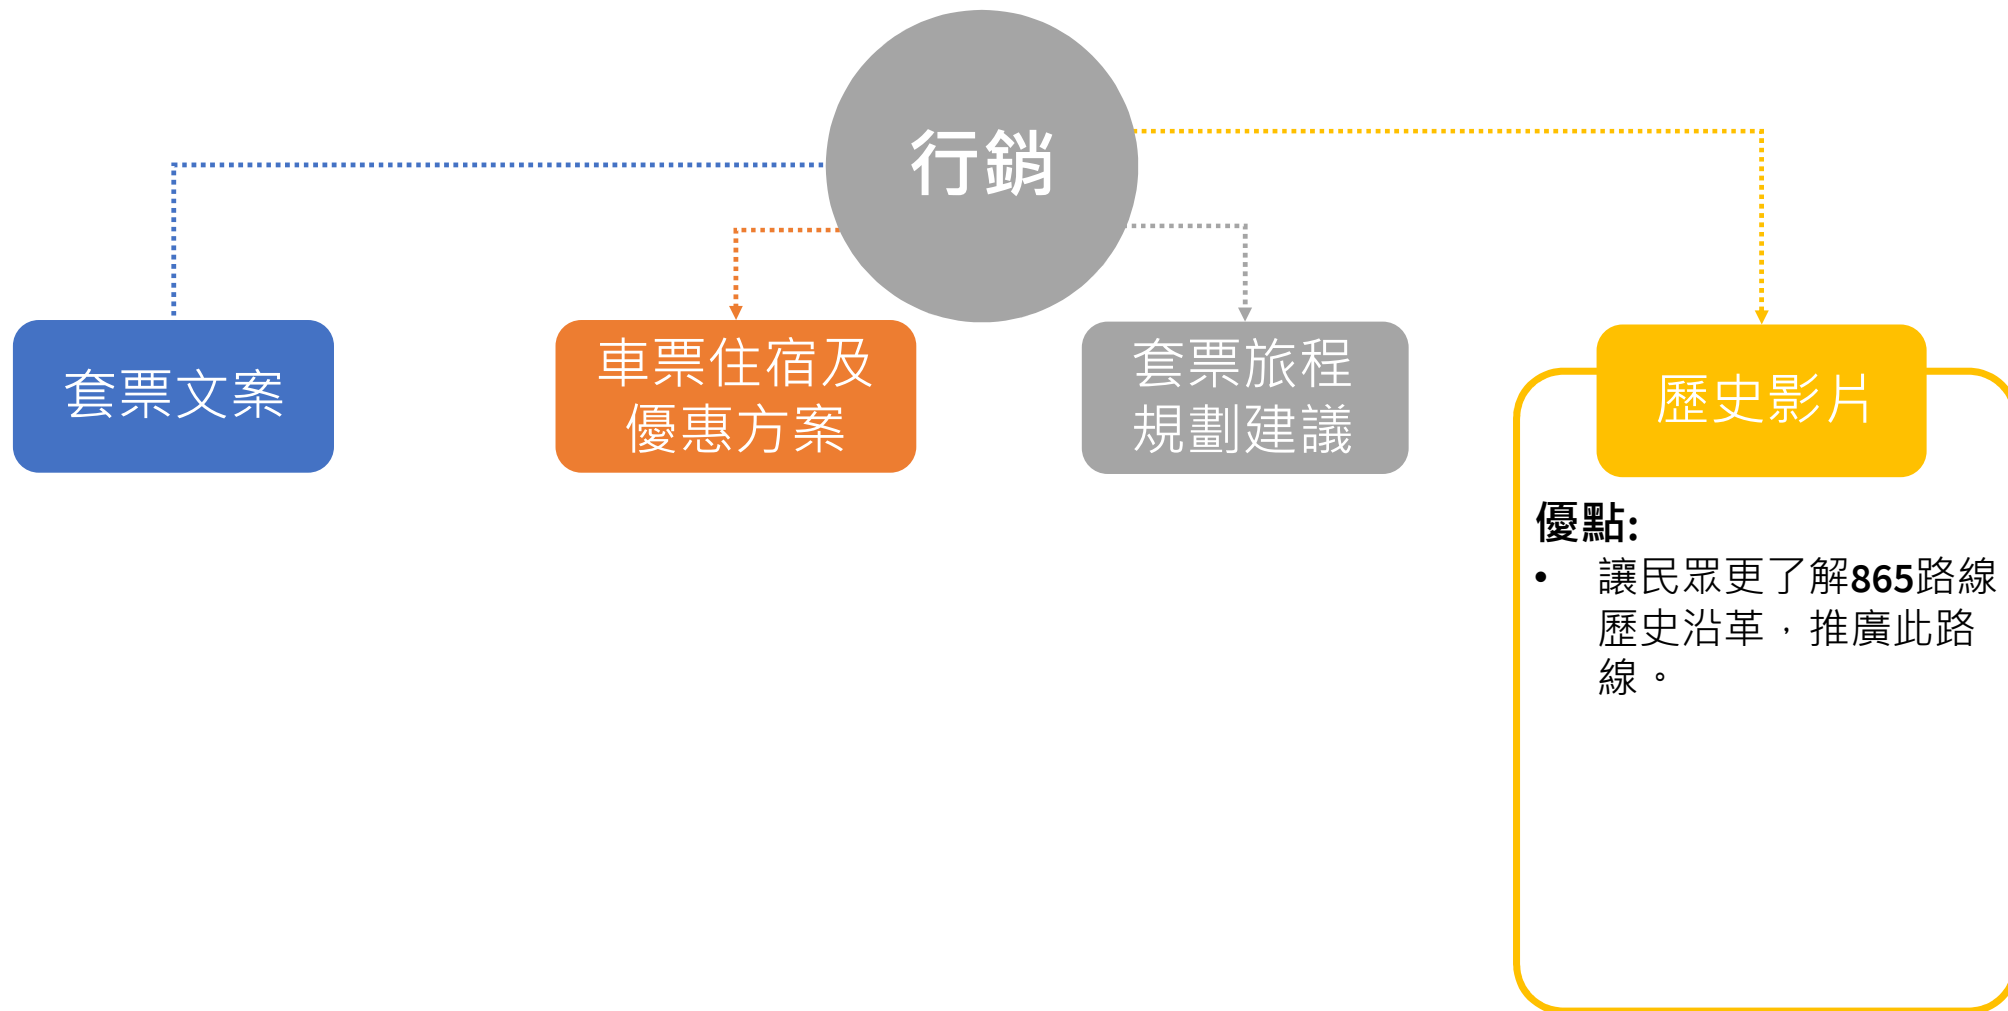 行銷
套票文案
車票住宿及
優惠方案
套票旅程
規劃建議
歷史影片
優點:
• 讓民眾更了解865路線
歷史沿革，推廣此路
線。